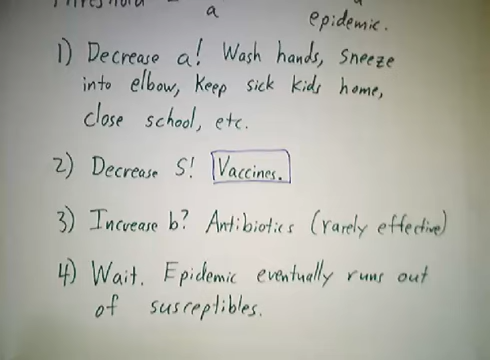 Threshold = 
a
epidemic.
1) Decrease a! Wash hands, sneeze
into elbow, keep sick kids home,
close school, etc.
2) Decrease S! Vaccines.
3) Increase b? Antibiotics (rarely effective)
4) Wait. Epidemic eventually runs out
of susceptibles.